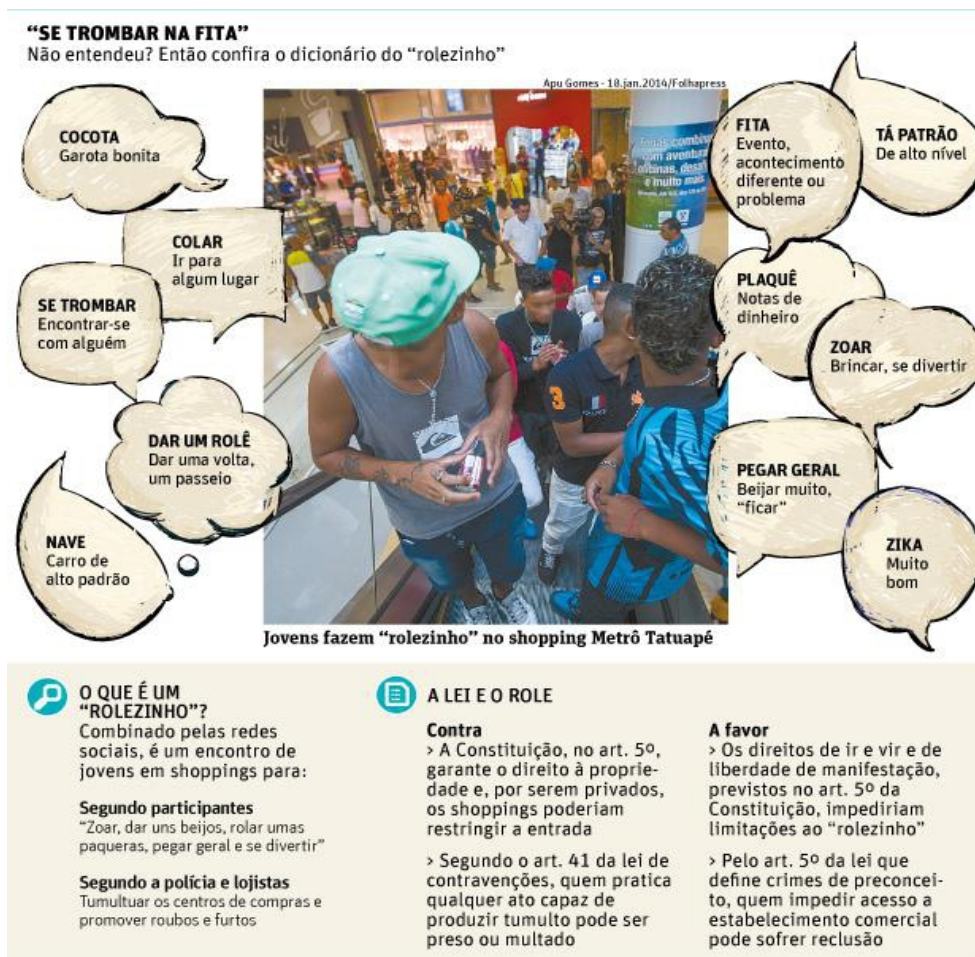 “SE TROMBAR NA FITA”
Não entendeu? Então confira o dicionário do “rolezinho”
Apu Gomes - 18.jan.2014/Folhapress
COCOTA
Garota bonita
COLAR
Ir para
algum lugar
SE TROMBAR
Encontrar-se
com alguém
DAR UM ROLÊ
Dar uma volta,
um passeio
NAVE
Carro de
alto padrão
FITA
Evento,
acontecimento
diferente ou
problema
TÁ PATRÃO
De alto nível
PLAQUÊ
Notas de
dinheiro
ZOAR
Brincar, se divertir
PEGAR GERAL
Beijar muito,
“ficar”
ZIKA
Muito
bom
com aventura
e muito mais
3
Jovens fazem “rolezinho” no shopping Metrô Tatuapé
O QUE É UM
“ROLEZINHO”?
Combinado pelas redes
sociais, é um encontro de
jovens em shoppings para:
Segundo participantes
“Zoar, dar uns beijos, rolar umas
paqueras, pegar geral e se divertir”
Segundo a polícia e lojistas
Tumultuar os centros de compras e
promover roubos e furtos
A LEI E O ROLE
Contra
> A Constituição, no art. 5º,
garante o direito à proprie-
dade e, por serem privados,
os shoppings poderiam
restringir a entrada
> Segundo o art. 41 da lei de
contravenções, quem pratica
qualquer ato capaz de
produzir tumulto pode ser
preso ou multado
A favor
> Os direitos de ir e vir e de
liberdade de manifestação,
previstos no art. 5º da
Constituição, impediriam
limitações ao “rolezinho”
> Pelo art. 5º da lei que
define crimes de preconcei-
to, quem impedir acesso a
estabelecimento comercial
pode sofrer reclusão